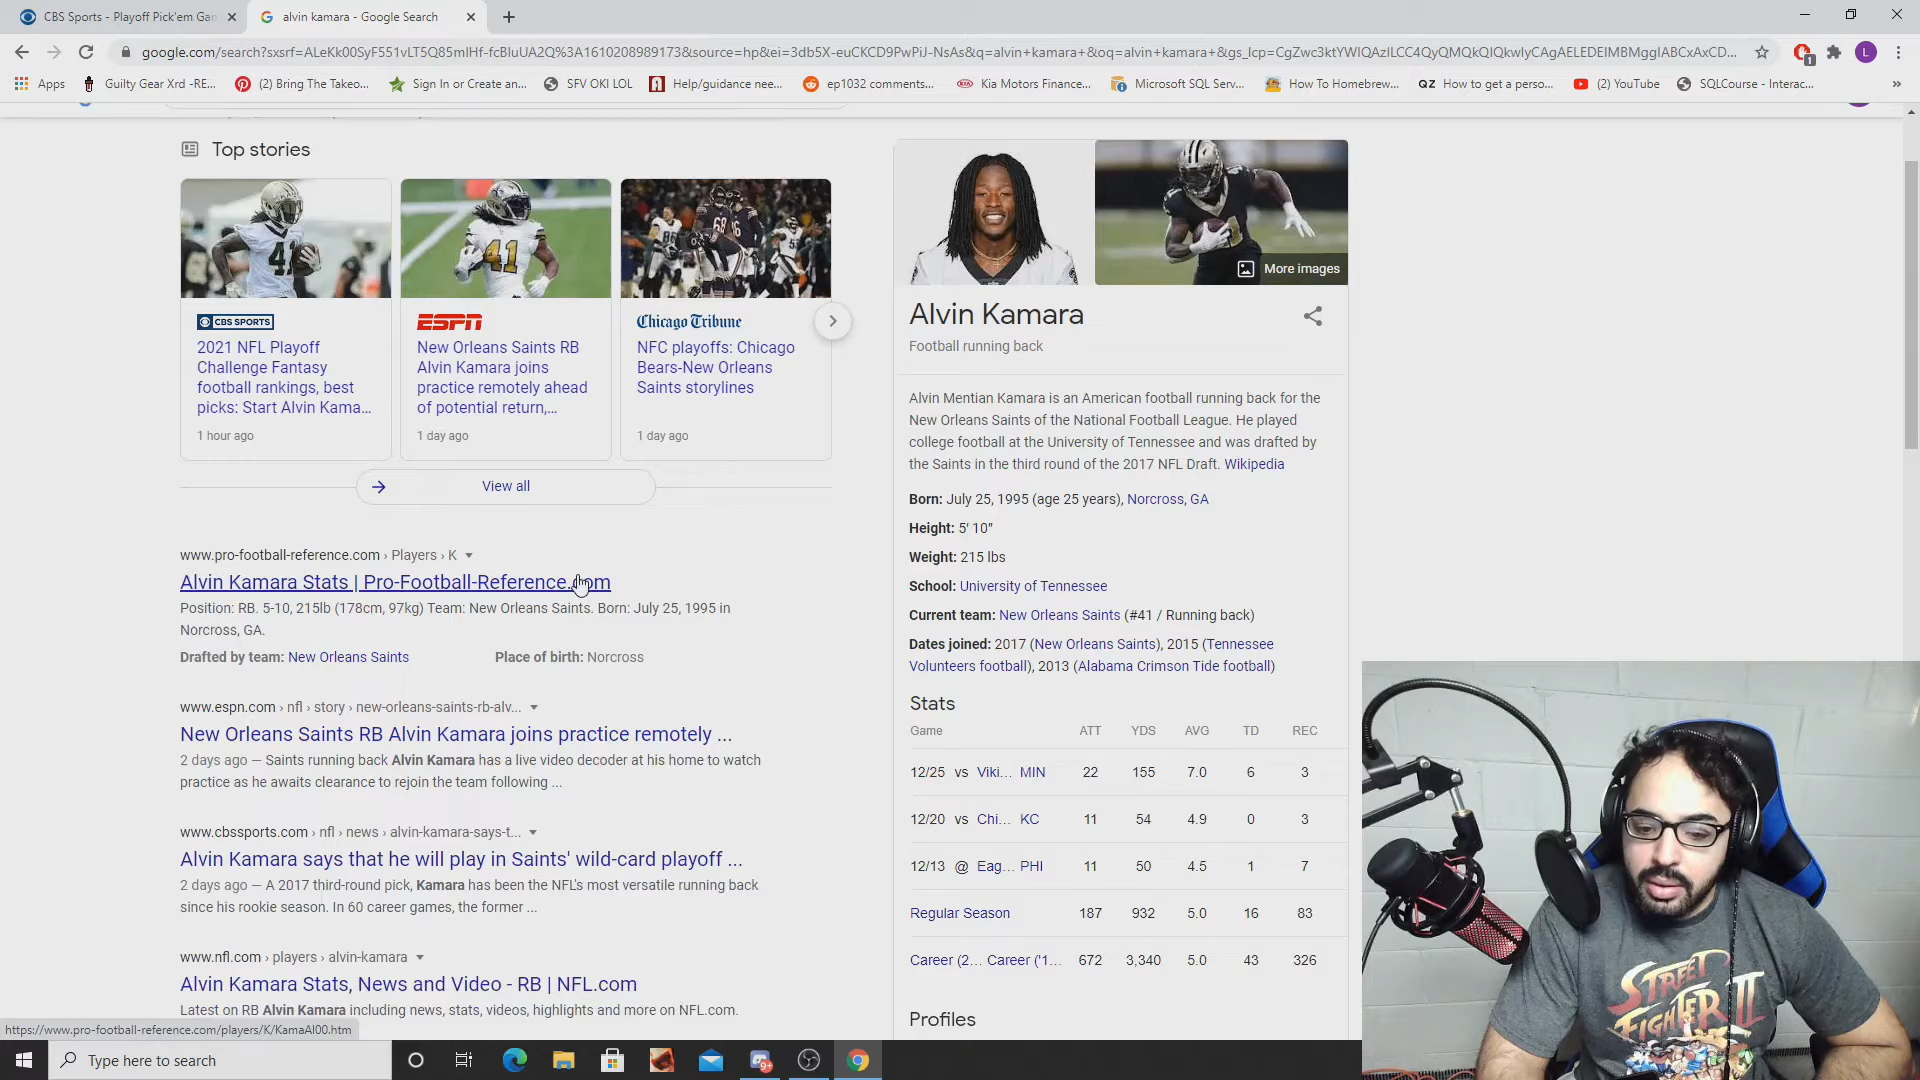 CBS Sports - Playoff Pick'em Gan
alvin kamara - Google Search
google.com/search?sxsrf=ALeKk00SyF551vLT5Q85mIHf-fcBluUA2Q%3A1610208989173&source=hp&ei=3db5X-euCKCD9PwPiJ-NsAs&q=alvin+kamara+&oq=alvin+kamara+&gs_lcp=
L
1
Apps
Guilty Gear Xrd -RE...
(2) Bring The Takeo...
Sign In or Create an...
SFV OKI LOL
Help/guidance nee...
ep1032 comments...
Kia Motors Finance...
Microsoft SQL Serv...
How To Homebrew...
QZ How to get a perso...
(2) YouTube
SQLCourse - Interac...
Top stories
CBS SPORTS
2021 NFL Playoff
Challenge Fantasy
football rankings, best
picks: Start Alvin Kama...
1 hour ago
ESPN
New Orleans Saints RB
Alvin Kamara joins
practice remotely ahead
of potential return,...
1 day ago
Chicago Tribune
NFC playoffs: Chicago
Bears-New Orleans
Saints storylines
1 day ago
View all
www.pro-football-reference.com › Players › K
Alvin Kamara Stats | Pro-Football-Reference.com
Position: RB. 5-10, 215lb (178cm, 97kg) Team: New Orleans Saints. Born: July 25, 1995 in
Norcross, GA.
Drafted by team: New Orleans Saints
Place of birth: Norcross
www.espn.com › nfl › story › new-orleans-saints-rb-alv...
New Orleans Saints RB Alvin Kamara joins practice remotely ...
2 days ago — Saints running back Alvin Kamara has a live video decoder at his home to watch
practice as he awaits clearance to rejoin the team following ...
www.cbssports.com › nfl › news › alvin-kamara-says-t...
Alvin Kamara says that he will play in Saints' wild-card playoff ...
2 days ago — A 2017 third-round pick, Kamara has been the NFL's most versatile running back
since his rookie season. In 60 career games, the former ...
www.nfl.com › players › alvin-kamara
Alvin Kamara Stats, News and Video - RB | NFL.com
Latest on RB Alvin Kamara including news, stats, videos, highlights and more on NFL.com.
https://www.pro-football-reference.com/players/K/KamaAl00.htm
More images
Alvin Kamara
Football running back
Alvin Mentian Kamara is an American football running back for the
New Orleans Saints of the National Football League. He played
college football at the University of Tennessee and was drafted by
the Saints in the third round of the 2017 NFL Draft. Wikipedia
Born: July 25, 1995 (age 25 years), Norcross, GA
Height: 5′ 10″
Weight: 215 lbs
School: University of Tennessee
Current team: New Orleans Saints (#41 / Running back)
Dates joined: 2017 (New Orleans Saints), 2015 (Tennessee
Volunteers football), 2013 (Alabama Crimson Tide football)
Stats
Game ATT YDS AVG TD REC
12/25 vs Viki... MIN 22 155 7.0 6 3
12/20 vs Chi... KC 11 54 4.9 0 3
12/13 @ Eag... PHI 11 50 4.5 1 7
Regular Season 187 932 5.0 16 83
Career (2... Career ('1... 672 3,340 5.0 43 326
Profiles
41
41
68
STREET
FIGHTER II
Type here to search
9+